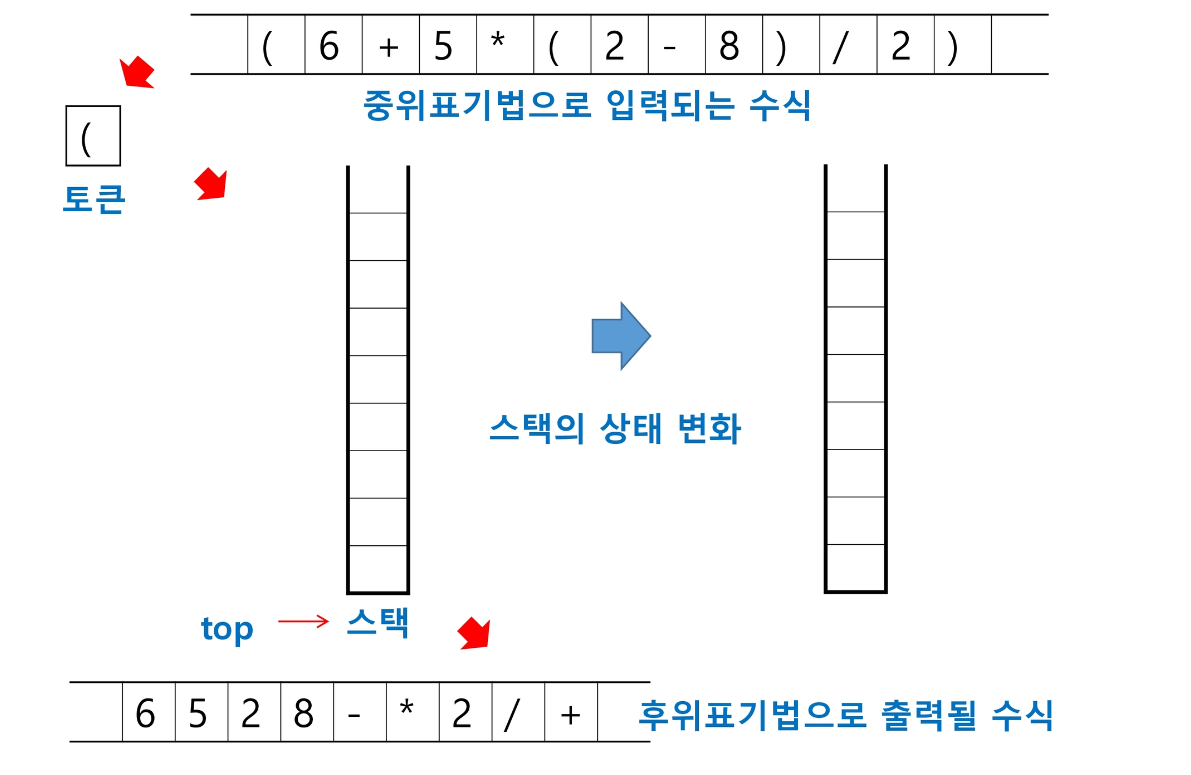 ( 6 + 5 * ( 2 - 8 ) / 2 )
중위표기법으로 입력되는 수식
(
토큰
스택의 상태 변화
top
스택
6 5 2 8 - * 2 / +
후위표기법으로 출력될 수식